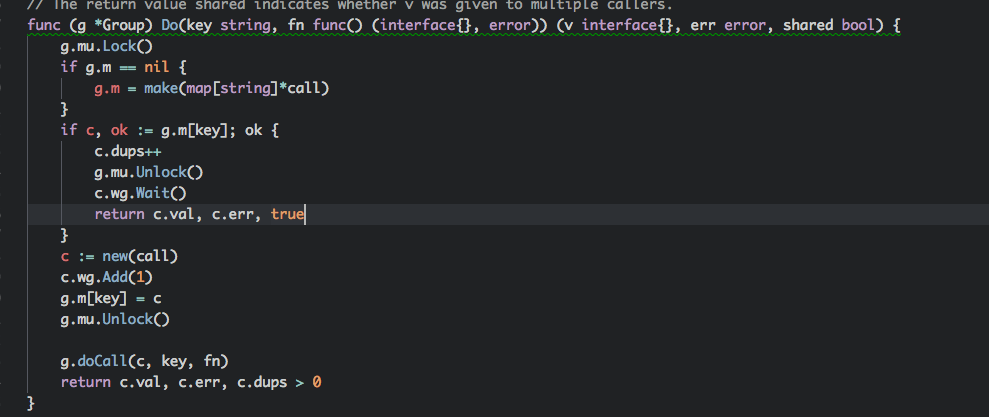 // The return value shared indicates whether v was given to multiple callers.
func (g *Group) Do(key string, fn func() (interface{}, error)) (v interface{}, err error, shared bool) {
    g.mu.Lock()
    if g.m == nil {
        g.m = make(map[string]*call)
    }
    if c, ok := g.m[key]; ok {
        c.dups++
        g.mu.Unlock()
        c.wg.Wait()
        return c.val, c.err, true
    }
    c := new(call)
    c.wg.Add(1)
    g.m[key] = c
    g.mu.Unlock()

    g.doCall(c, key, fn)
    return c.val, c.err, c.dups > 0
}